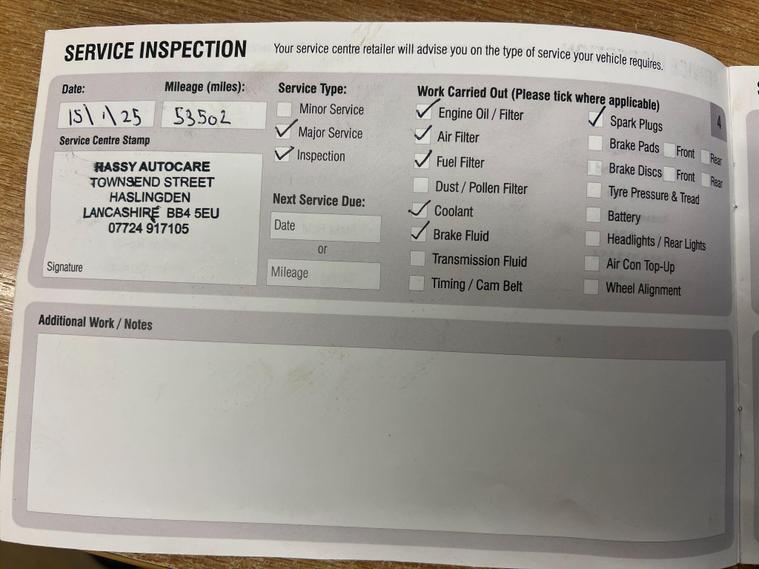 SERVICE INSPECTION
Your service centre retailer will advise you on the type of service your vehicle requires.
Date:
15/1/25
Mileage (miles):
53502
Service Centre Stamp
HASSY AUTOCARE
TOWNSEND STREET
HASLINGDEN
LANCASHIRE BB4 5EU
07724 917105
Signature
Service Type:
Minor Service
Major Service
Inspection
Next Service Due:
Date
or
Mileage
Work Carried Out (Please tick where applicable)
Engine Oil / Filter
Air Filter
Fuel Filter
Dust / Pollen Filter
Coolant
Brake Fluid
Transmission Fluid
Timing / Cam Belt
Spark Plugs
Brake Pads Front Rear
Brake Discs Front Rear
Tyre Pressure & Tread
Battery
Headlights / Rear Lights
Air Con Top-Up
Wheel Alignment
4
Additional Work / Notes